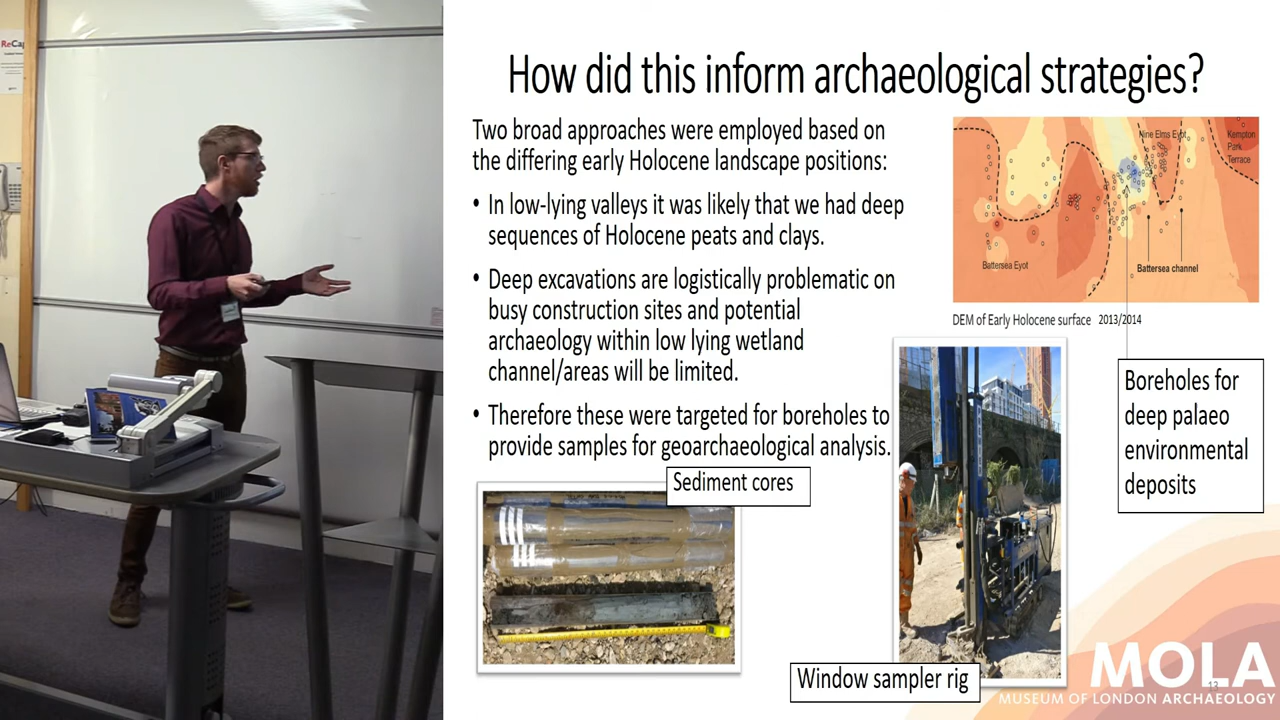 ReCap
How did this inform archaeological strategies?
Two broad approaches were employed based on
the differing early Holocene landscape positions:
• In low-lying valleys it was likely that we had deep
sequences of Holocene peats and clays.
• Deep excavations are logistically problematic on
busy construction sites and potential
archaeology within low lying wetland
channel/areas will be limited.
• Therefore these were targeted for boreholes to
provide samples for geoarchaeological analysis.
Nine Elms Eyot
Kempton
Park
Terrace
Battersea Eyot
Battersea channel
DEM of Early Holocene surface 2013/2014
Boreholes for
deep palaeo
environmental
deposits
Sediment cores
Window sampler rig
MOLA
13
MUSEUM OF LONDON ARCHAEOLOGY